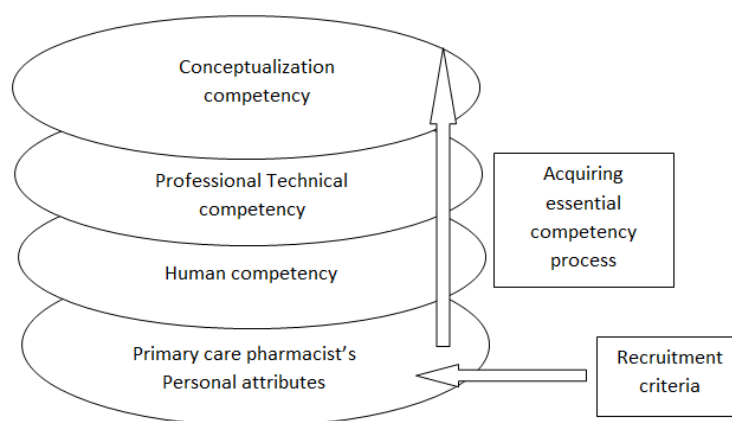 Conceptualization
competency
Professional Technical
competency
Human competency
Primary care pharmacist's
Personal attributes
Acquiring
essential
competency
process
Recruitment
criteria